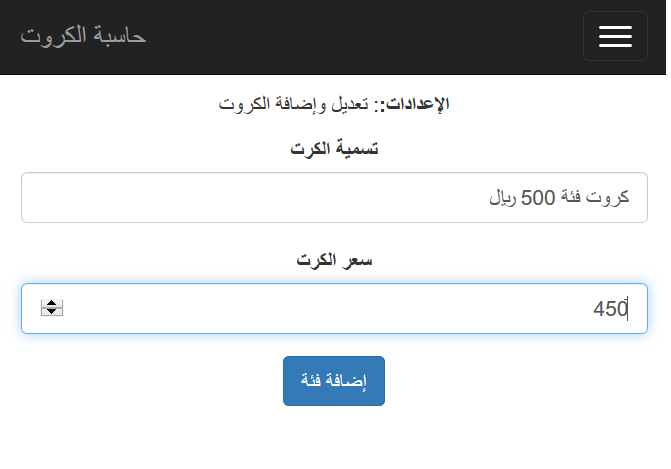 حاسبة الكروت
الإعدادات:: تعديل وإضافة الكروت
تسمية الكرت
كروت فئة 500 ريال
سعر الكرت
450
إضافة فئة